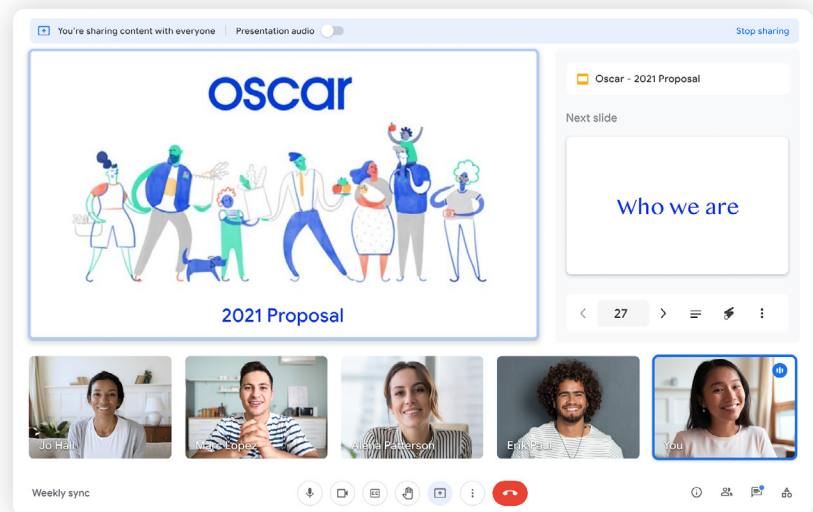 You're sharing content with everyone
Presentation audio
Stop sharing
oscar
2021 Proposal
Oscar - 2021 Proposal
Next slide
Who we are
27
Jo Hall
Marc Lopez
Alena Patterson
Erik Paul
You
Weekly sync